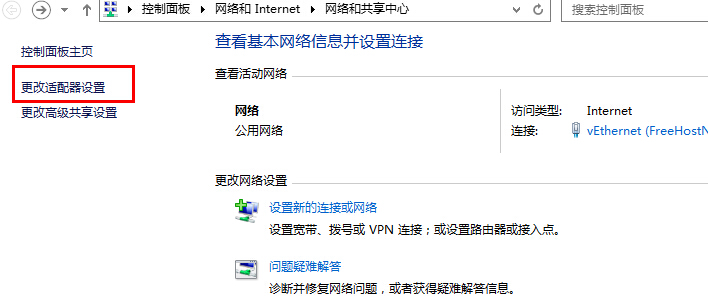 控制面板 ▸ 网络和 Internet ▸ 网络和共享中心
搜索控制面板
控制面板主页
更改适配器设置
更改高级共享设置
查看基本网络信息并设置连接
查看活动网络
网络
公用网络
访问类型: Internet
连接: vEthernet (FreeHostN
更改网络设置
设置新的连接或网络
设置宽带、拨号或 VPN 连接；或设置路由器或接入点。
问题疑难解答
诊断并修复网络问题，或者获得疑难解答信息。